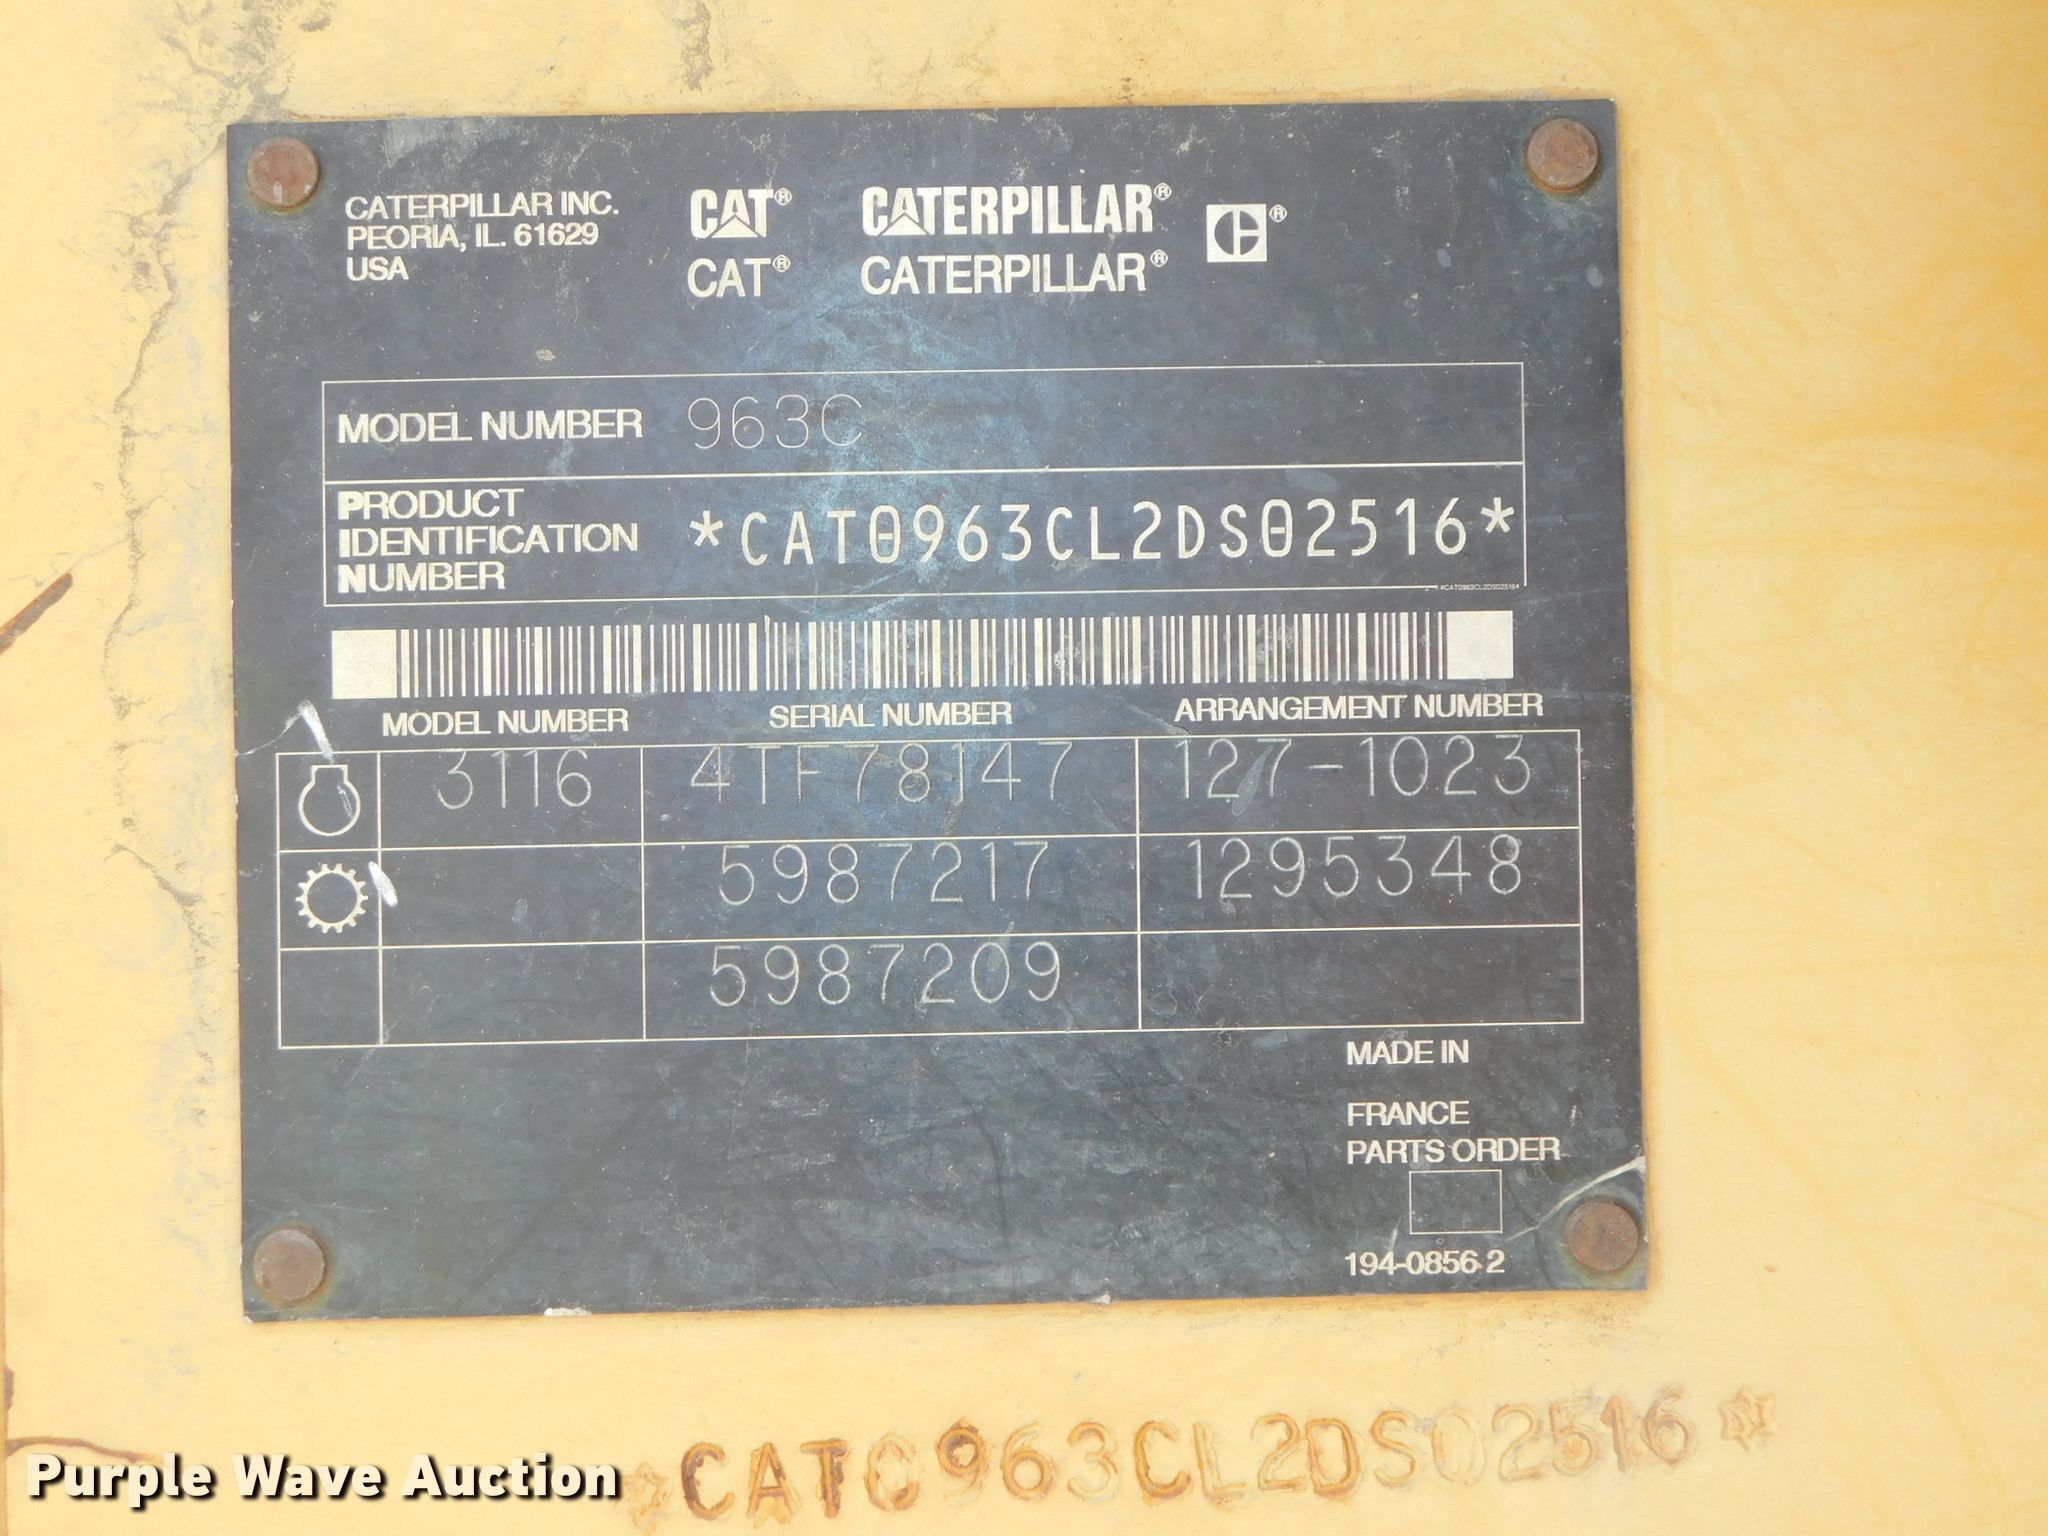 CATERPILLAR INC.
PEORIA, IL. 61629
USA
CAT® CATERPILLAR® C®
CAT® CATERPILLAR®
MODEL NUMBER 963C
PRODUCT
IDENTIFICATION
NUMBER
*CAT0963CL2DS02516*
*CAT0963CL2DS02516*
MODEL NUMBER SERIAL NUMBER ARRANGEMENT NUMBER
3116 4TF78147 127-1023
5987217 1295348
5987209
MADE IN
FRANCE
PARTS ORDER
194-0856 2
*CAT0963CL2DS02516*
Purple Wave Auction